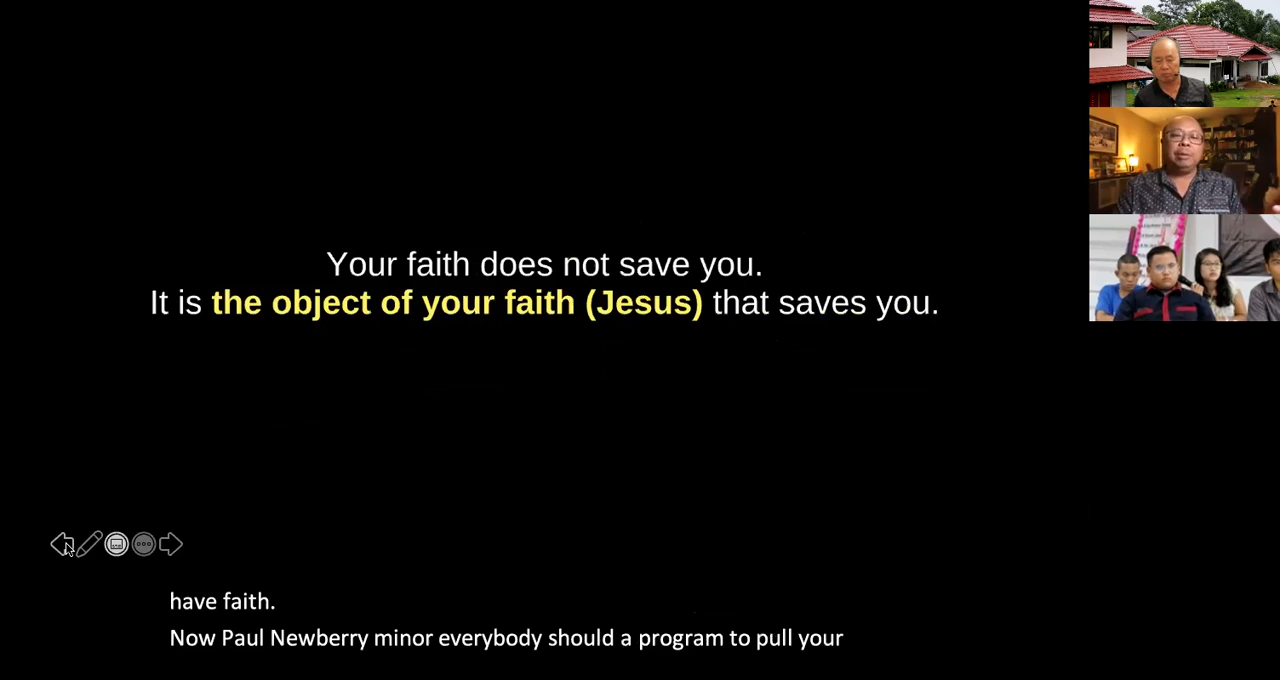 Your faith does not save you.
It is the object of your faith (Jesus) that saves you.
have faith.
Now Paul Newberry minor everybody should a program to pull your